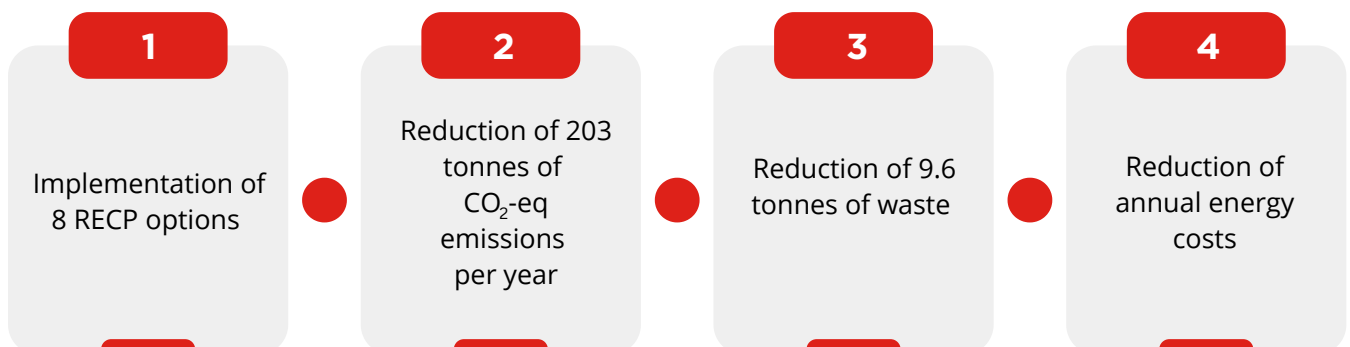 1
Implementation of
8 RECP options
2
Reduction of 203
tonnes of
CO₂-eq
emissions
per year
3
Reduction of 9.6
tonnes of waste
4
Reduction of
annual energy
costs